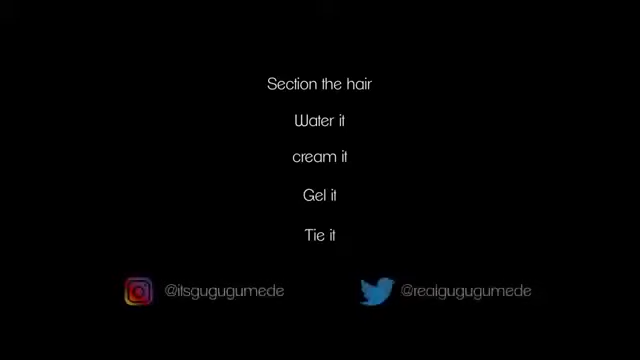 Section the hair
Water it
cream it
Gel it
Tie it
@itsgugugumede @realgugugumede